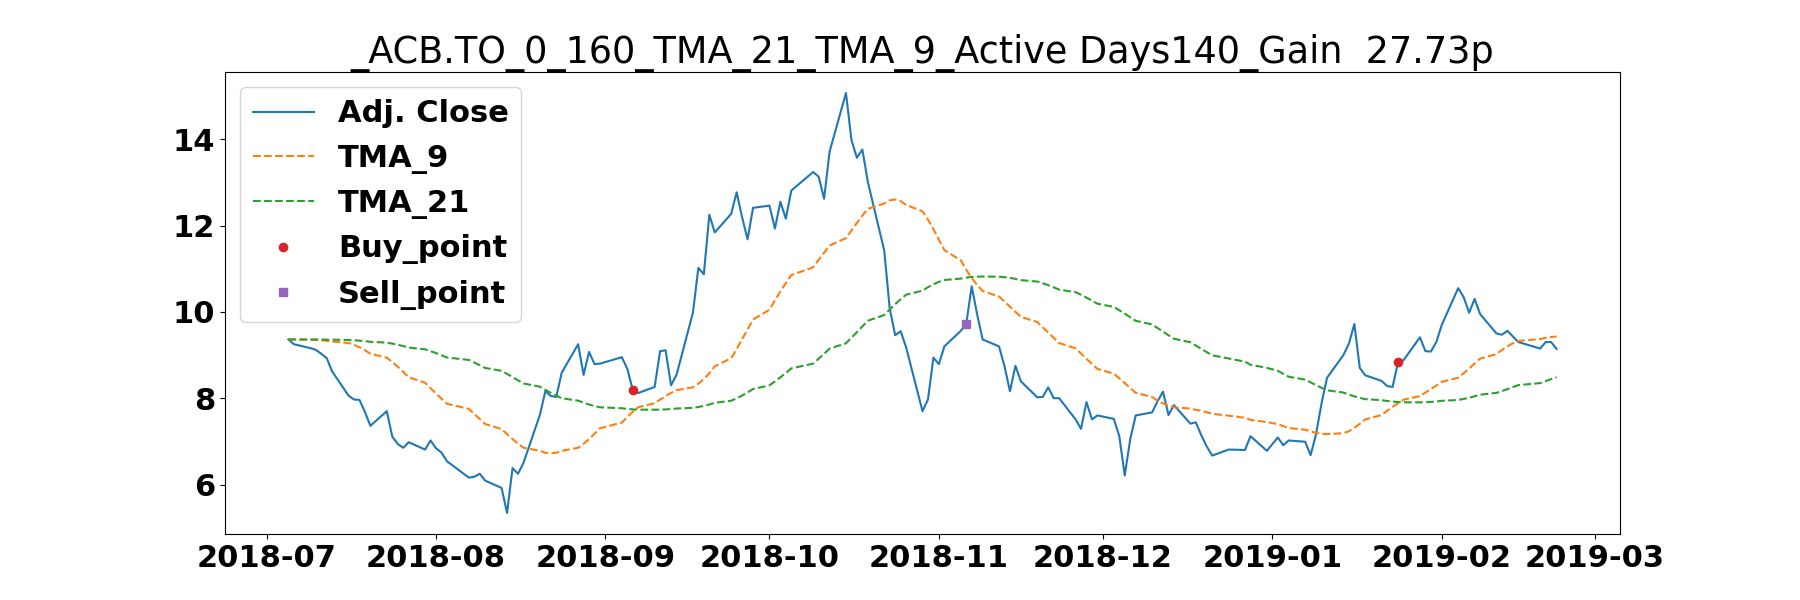 _ACB.TO_0_160_TMA_21_TMA_9_Active Days140_Gain  27.73p
Adj. Close
TMA_9
TMA_21
Buy_point
Sell_point
14
12
10
8
6
2018-07 2018-08 2018-09 2018-10 2018-11 2018-12 2019-01 2019-02 2019-03